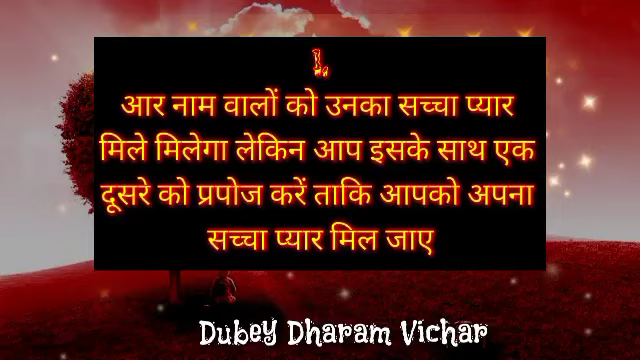 1.
आर नाम वालों को उनका सच्चा प्यार
मिले मिलेगा लेकिन आप इसके साथ एक
दूसरे को प्रपोज करें ताकि आपको अपना
सच्चा प्यार मिल जाए
Dubey Dharam Vichar